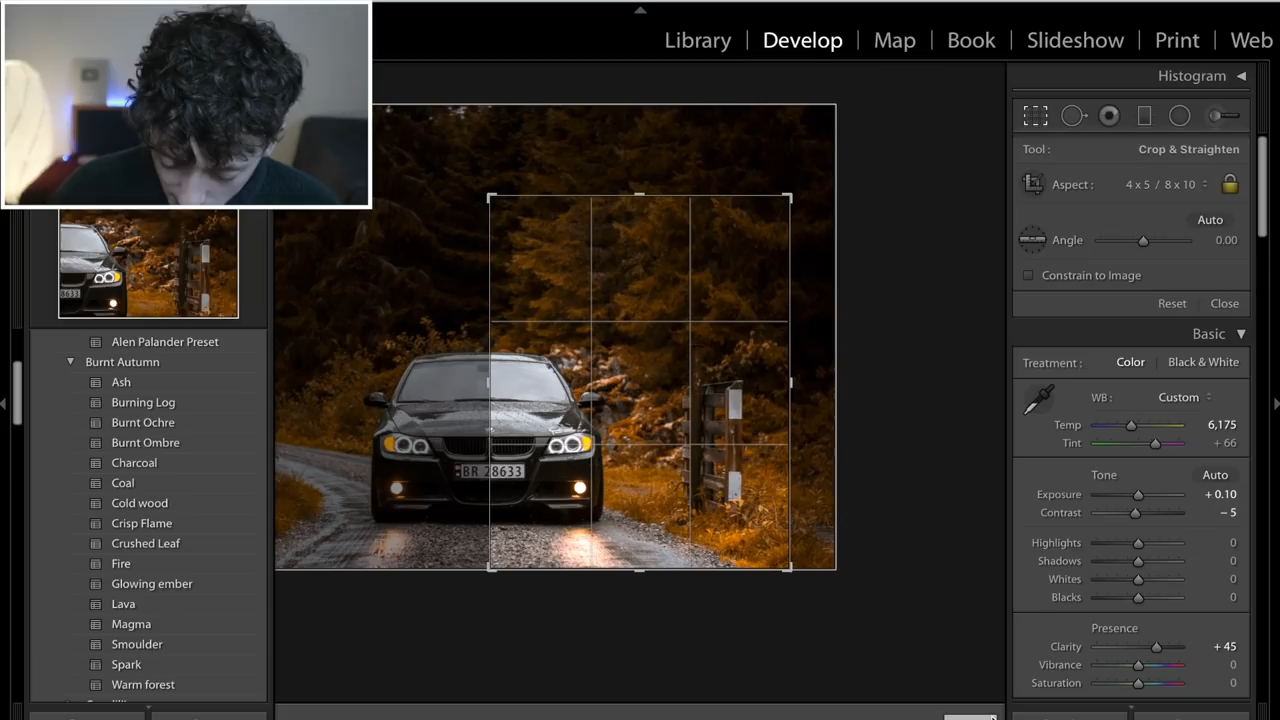 Library | Develop | Map | Book | Slideshow | Print | Web
Histogram
Tool : Crop & Straighten
Aspect : 4 x 5 / 8 x 10
Auto
Angle 0.00
Constrain to Image
Reset Close
Basic
Treatment : Color | Black & White
WB : Custom
Temp 6,175
Tint + 66
Tone Auto
Exposure + 0.10
Contrast – 5
Highlights 0
Shadows 0
Whites 0
Blacks 0
Presence
Clarity + 45
Vibrance 0
Saturation 0
8633
Alen Palander Preset
Burnt Autumn
Ash
Burning Log
Burnt Ochre
Burnt Ombre
Charcoal
Coal
Cold wood
Crisp Flame
Crushed Leaf
Fire
Glowing ember
Lava
Magma
Smoulder
Spark
Warm forest
BR 28633